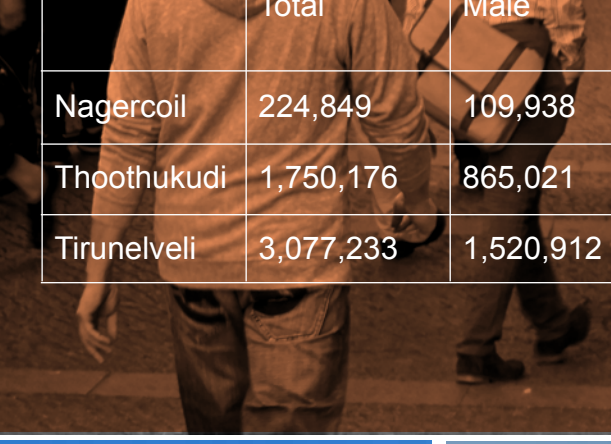 Total Male
Nagercoil 224,849 109,938
Thoothukudi 1,750,176 865,021
Tirunelveli 3,077,233 1,520,912